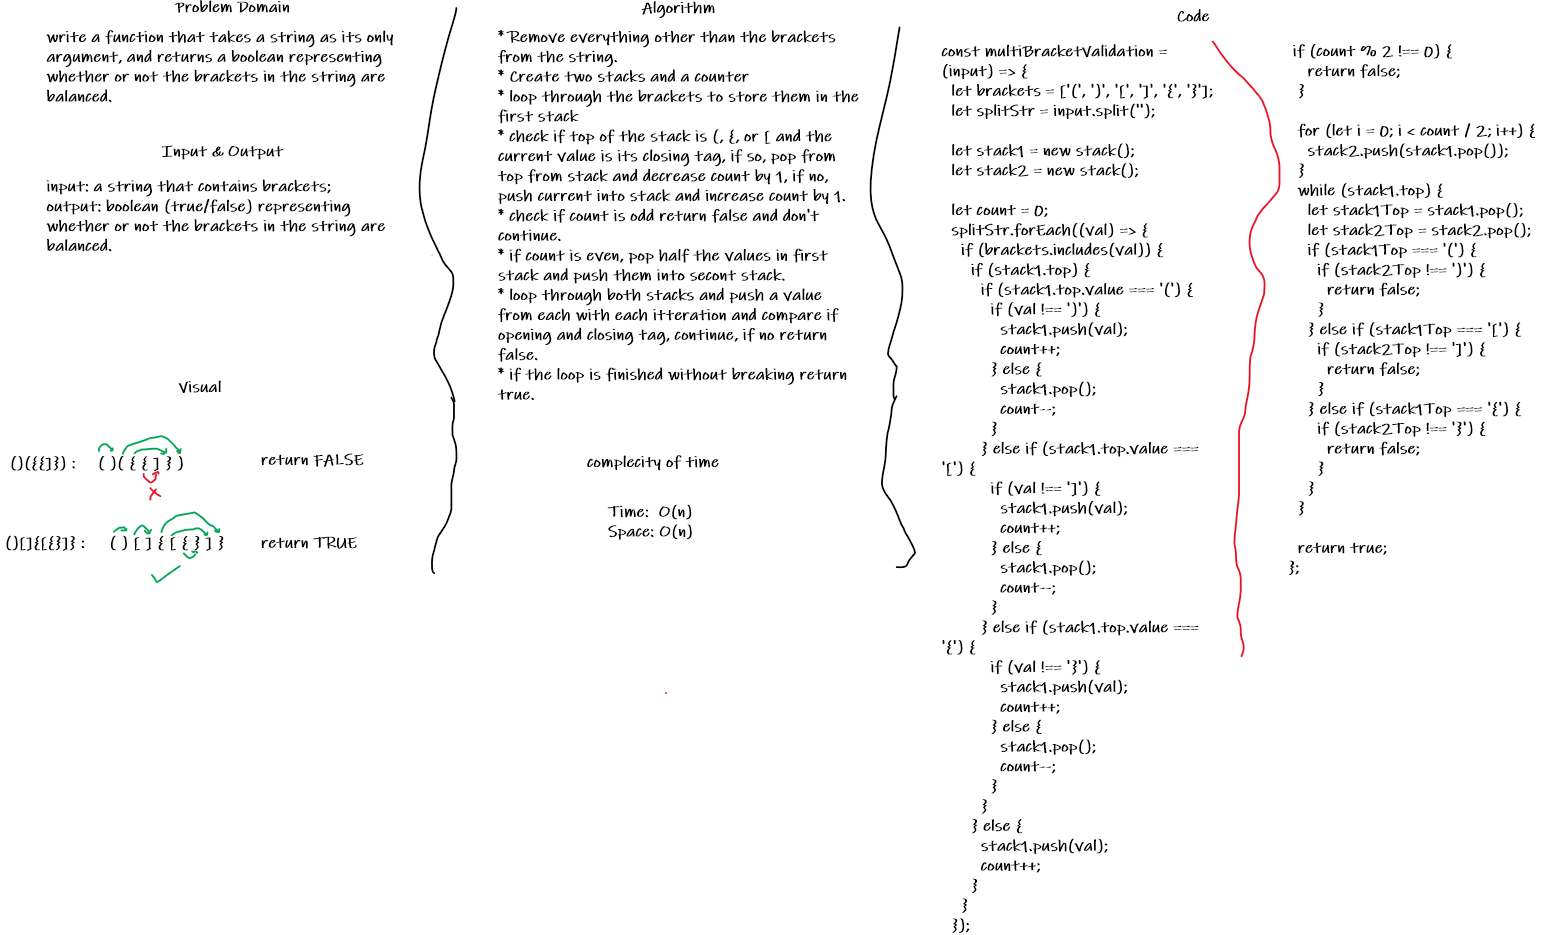 Problem Domain
write a function that takes a string as its only
argument, and returns a boolean representing
whether or not the brackets in the string are
balanced.
Input & Output
input: a string that contains brackets;
output: boolean (true/false) representing
whether or not the brackets in the string are
balanced.
Visual
()({{]}) : ( ) ( { { ] } ) return FALSE
x
()[]{[{}]} : ( ) [ ] { [ { } ] } return TRUE
Algorithm
* Remove everything other than the brackets
from the string.
* Create two stacks and a counter
* loop through the brackets to store them in the
first stack
* check if top of the stack is (, {, or [ and the
current value is its closing tag, if so, pop from
top from stack and decrease count by 1, if no,
push current into stack and increase count by 1.
* check if count is odd return false and don't
continue.
* if count is even, pop half the values in first
stack and push them into secont stack.
* loop through both stacks and push a value
from each with each itteration and compare if
opening and closing tag, continue, if no return
false.
* if the loop is finished without breaking return
true.
complecity of time
Time: O(n)
Space: O(n)
Code
const multiBracketValidation =
(input) => {
let brackets = ['(', ')', '[', ']', '{', '}'];
let splitStr = input.split('');
let stack1 = new stack();
let stack2 = new stack();
let count = 0;
splitStr.forEach((val) => {
if (brackets.includes(val)) {
if (stack1.top) {
if (stack1.top.value === '(') {
if (val !== ')') {
stack1.push(val);
count++;
} else {
stack1.pop();
count--;
}
} else if (stack1.top.value ===
'[') {
if (val !== ']') {
stack1.push(val);
count++;
} else {
stack1.pop();
count--;
}
} else if (stack1.top.value ===
'{') {
if (val !== '}') {
stack1.push(val);
count++;
} else {
stack1.pop();
count--;
}
}
} else {
stack1.push(val);
count++;
}
}
});
if (count % 2 !== 0) {
return false;
}
for (let i = 0; i < count / 2; i++) {
stack2.push(stack1.pop());
}
while (stack1.top) {
let stack1Top = stack1.pop();
let stack2Top = stack2.pop();
if (stack1Top === '(') {
if (stack2Top !== ')') {
return false;
}
} else if (stack1Top === '[') {
if (stack2Top !== ']') {
return false;
}
} else if (stack1Top === '{') {
if (stack2Top !== '}') {
return false;
}
}
}
return true;
};